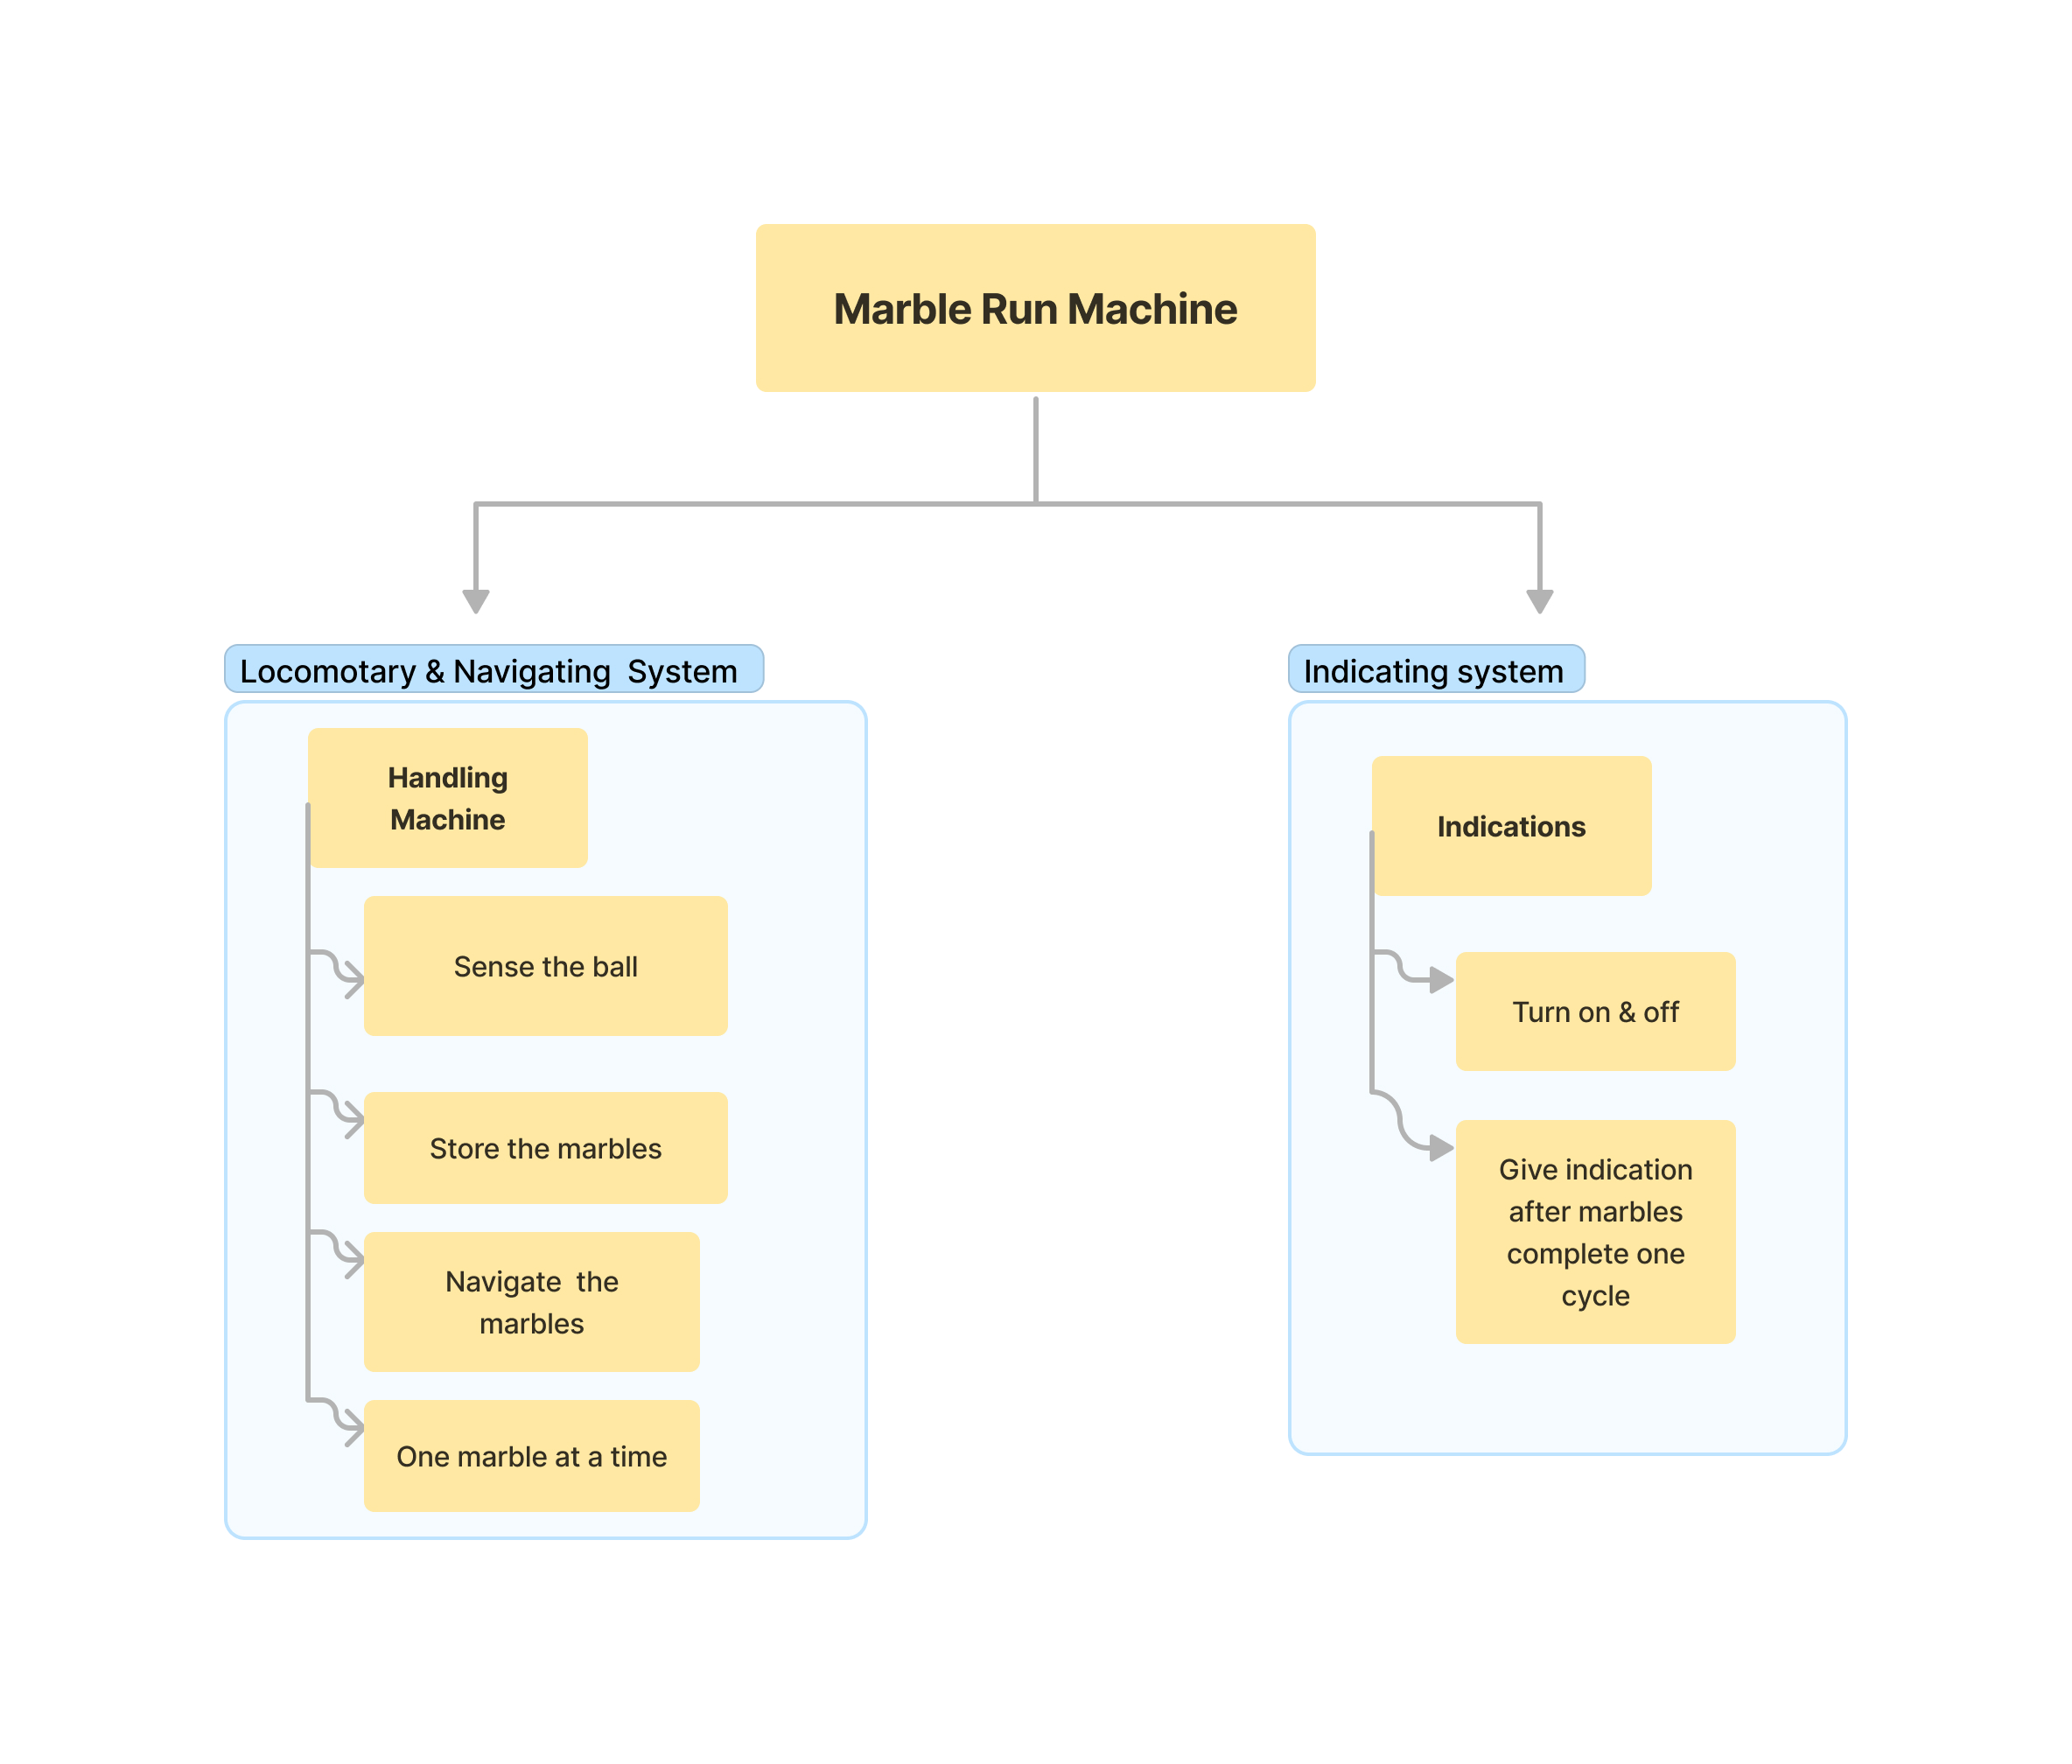 Marble Run Machine
Locomotary & Navigating  System
Handling
Machine
Sense the ball
Store the marbles
Navigate  the
marbles
One marble at a time
Indicating system
Indications
Turn on & off
Give indication
after marbles
complete one
cycle